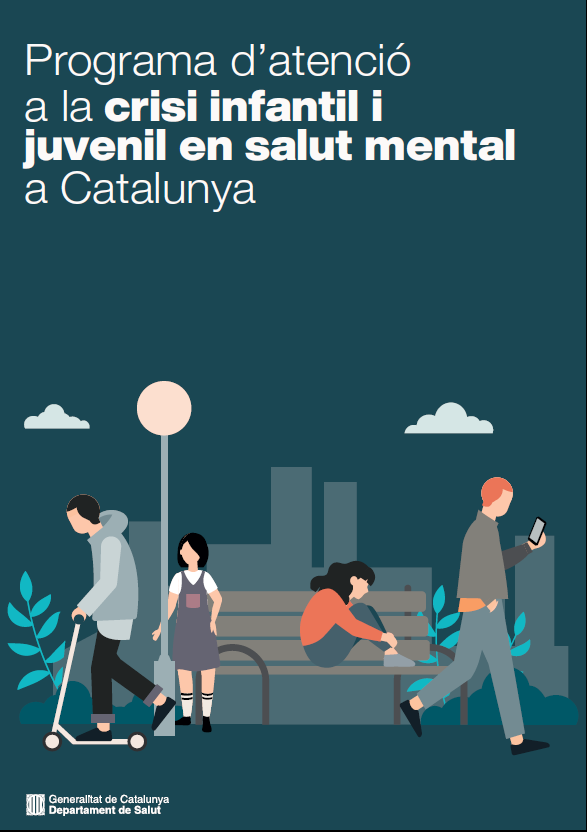 Programa d’atenció
a la crisi infantil i
juvenil en salut mental
a Catalunya
Generalitat de Catalunya
Departament de Salut